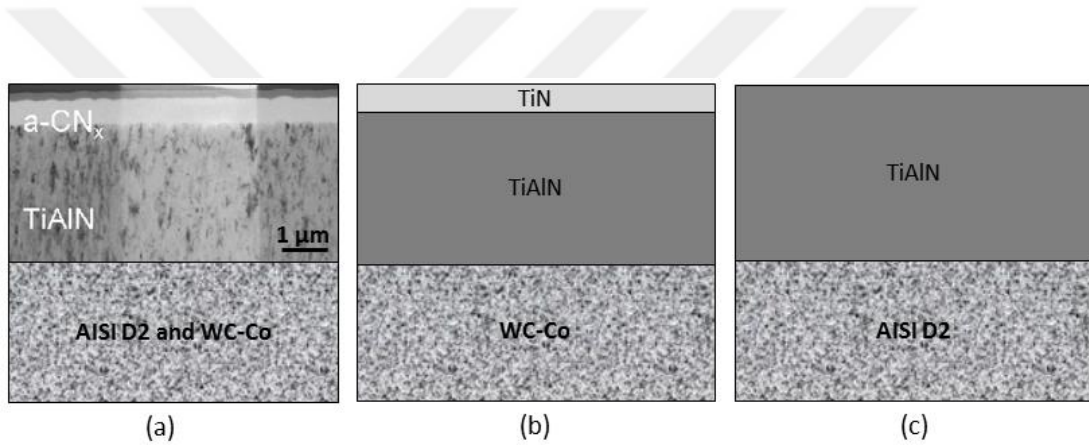 a-CNx
TiAlN
1 μm
AISI D2 and WC-Co
(a)
TiN
TiAlN
WC-Co
(b)
TiAlN
AISI D2
(c)